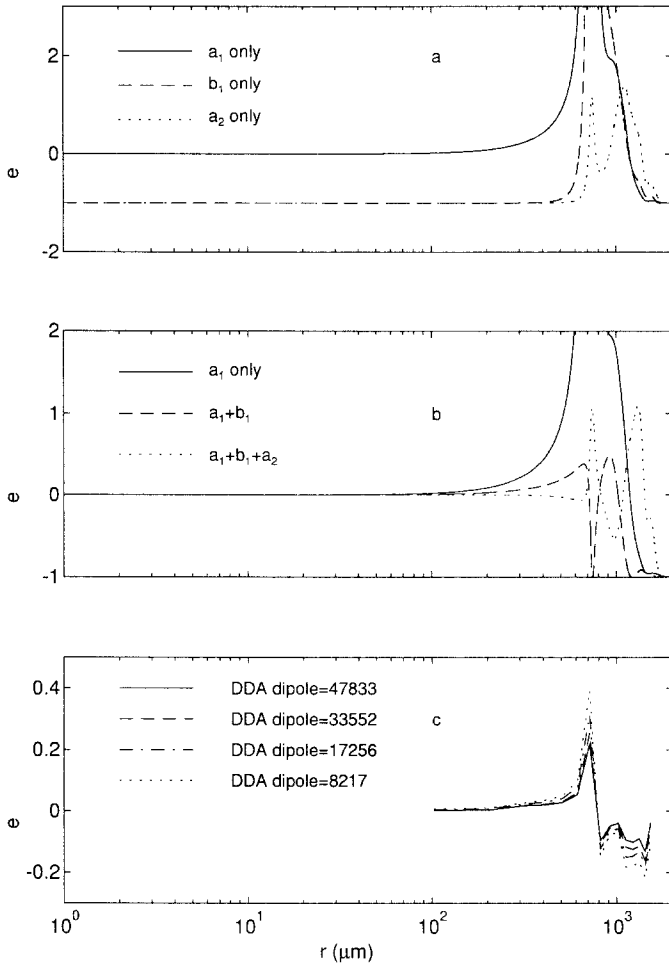 2
a₁ only
b₁ only
a₂ only
a
0
e
-2
2
a₁ only
a₁+b₁
a₁+b₁+a₂
b
1
0
e
-1
0.4
DDA dipole=47833
DDA dipole=33552
DDA dipole=17256
DDA dipole=8217
c
0.2
e
0
-0.2
10⁰ 10¹ 10² 10³
r (μm)